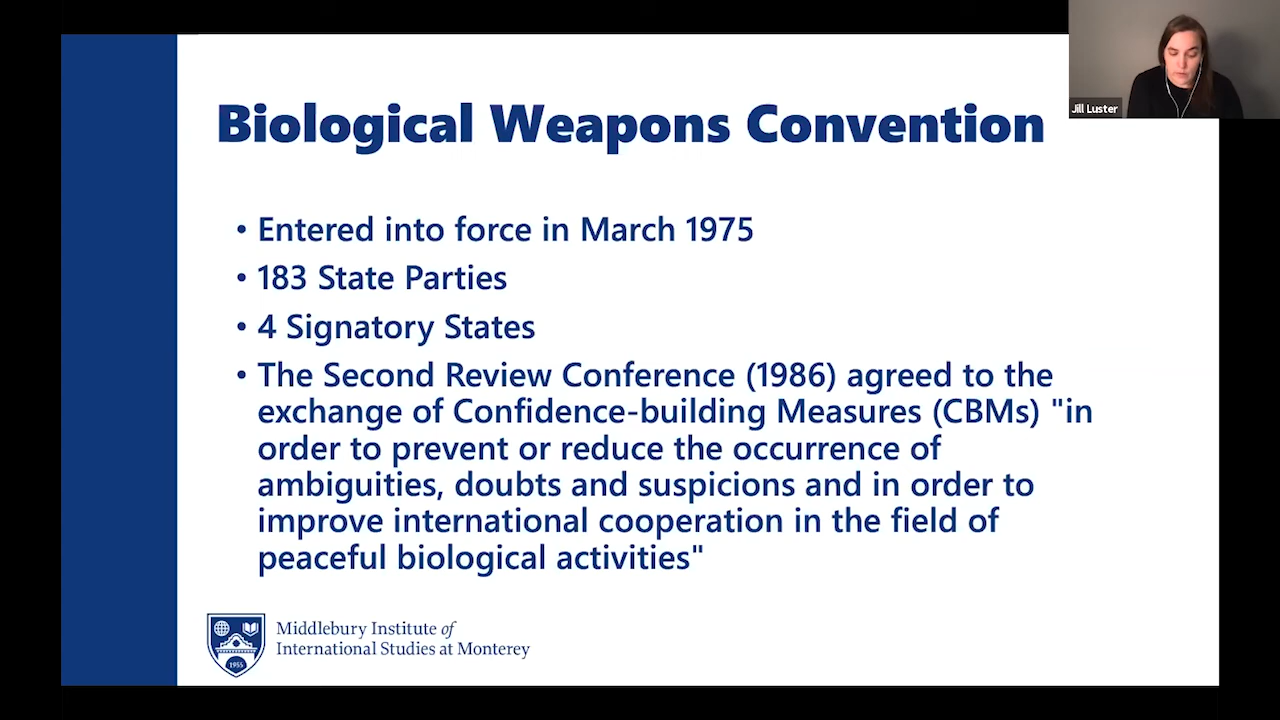 Biological Weapons Convention
• Entered into force in March 1975
• 183 State Parties
• 4 Signatory States
• The Second Review Conference (1986) agreed to the
exchange of Confidence-building Measures (CBMs) "in
order to prevent or reduce the occurrence of
ambiguities, doubts and suspicions and in order to
improve international cooperation in the field of
peaceful biological activities"
1955
Middlebury Institute of
International Studies at Monterey
Jill Luster